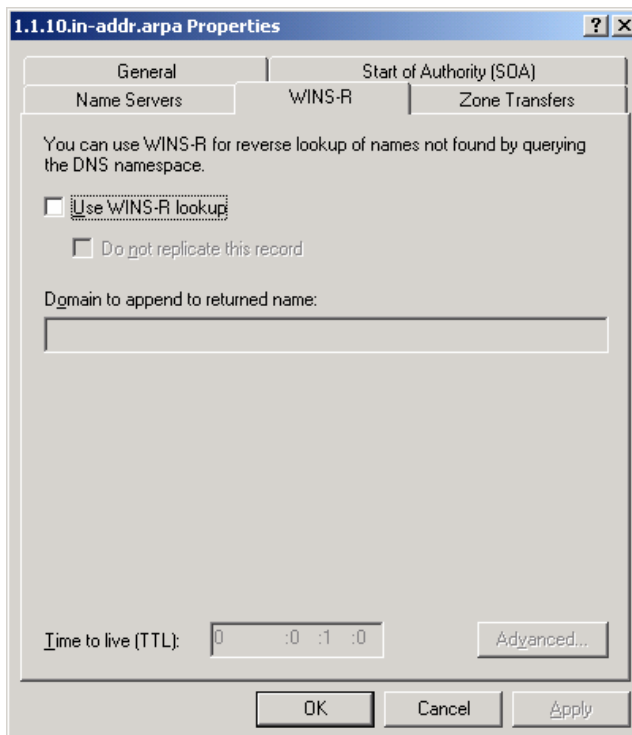 1.1.10.in-addr.arpa Properties
General
Start of Authority (SOA)
Name Servers
WINS-R
Zone Transfers
You can use WINS-R for reverse lookup of names not found by querying
the DNS namespace.
Use WINS-R lookup
Do not replicate this record
Domain to append to returned name:
Time to live (TTL): 0 :0 :1 :0
Advanced...
OK
Cancel
Apply